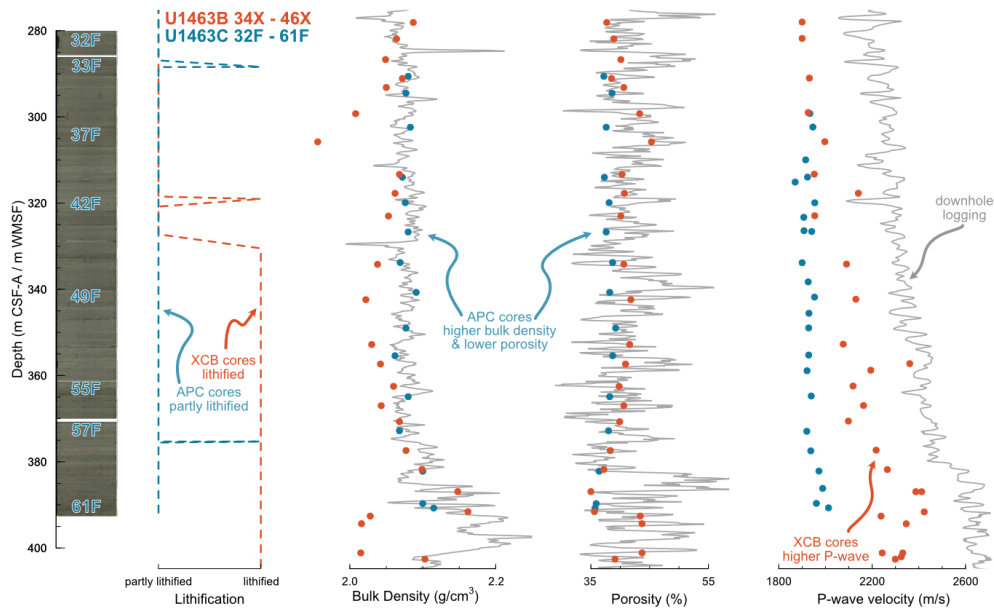 U1463B 34X - 46X
U1463C 32F - 61F
280
300
320
340
360
380
400
Depth (m CSF-A / m WMSF)
32F
33F
37F
42F
49F
55F
57F
61F
XCB cores
lithified
APC cores
partly lithified
APC cores
higher bulk density
& lower porosity
downhole
logging
XCB cores
higher P-wave
partly lithified
lithified
Lithification
2.0
2.2
Bulk Density (g/cm³)
35
55
Porosity (%)
1800
2200
2600
P-wave velocity (m/s)